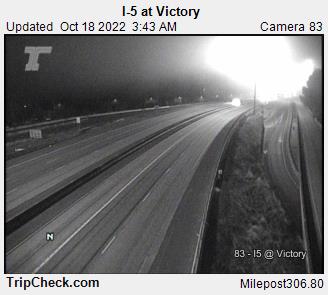 I-5 at Victory
Updated Oct 18 2022 3:43 AM Camera 83
T
N
83 - I5 @ Victory
TripCheck.com Milepost306.80